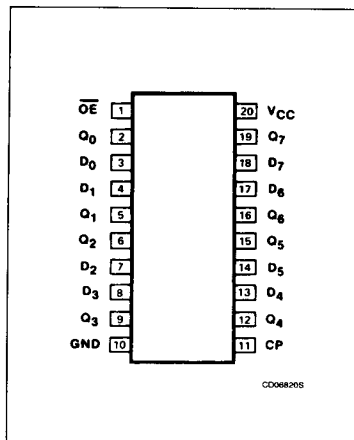 OE 1 20 VCC
Q0 2 19 Q7
D0 3 18 D7
D1 4 17 D6
Q1 5 16 Q6
Q2 6 15 Q5
D2 7 14 D5
D3 8 13 D4
Q3 9 12 Q4
GND 10 11 CP
CD06820S